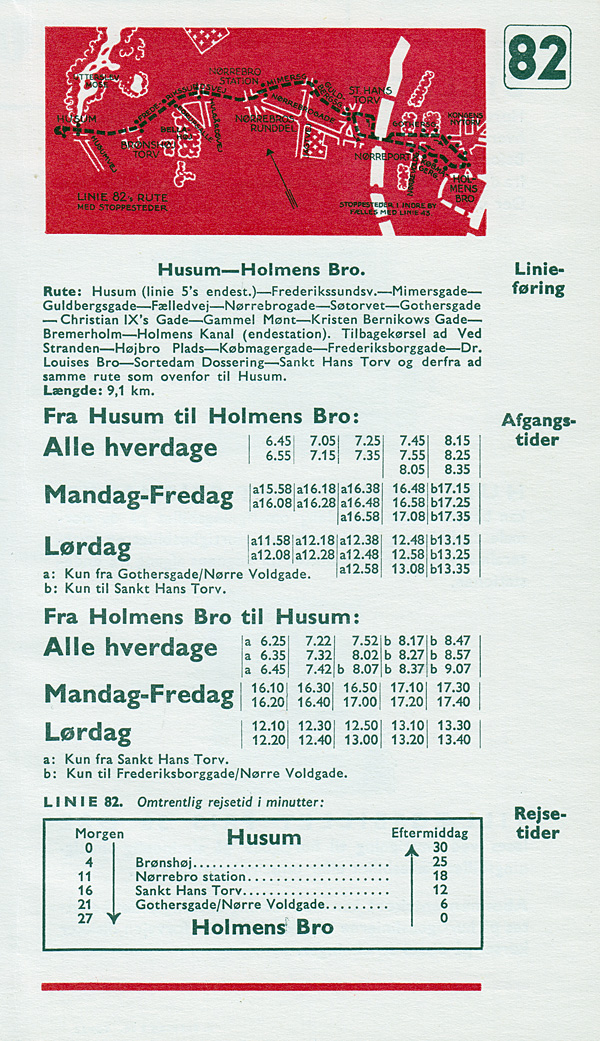 82
UTTERSLEV
MOSE
NØRREBRO
STATION
MIMERSG.
GULD-
BERGSG.
ST. HANS
TORV
NØRREBROGADE
NØRREBROS
RUNDDEL
HUSUM
HUSUMVEJ
FREDERIKSSUNDSVEJ
BRØNSHØJ
TORV
NØRREPORT
GOTHERSG.
KONGENS
NYTORV
HOL-
MENS
BRO
LINIE 82's RUTE
MED STOPPESTEDER
STOPPESTEDER I INDRE BY
FÆLLES MED LINIE 43
Husum—Holmens Bro.
Linie-
føring
Rute: Husum (linie 5's endest.)—Frederikssundsv.—Mimersgade—
Guldbergsgade—Fælledvej—Nørrebrogade—Søtorvet—Gothersgade
—Christian IX's Gade—Gammel Mønt—Kristen Bernikows Gade—
Bremerholm—Holmens Kanal (endestation). Tilbagekørsel ad Ved
Stranden—Højbro Plads—Købmagergade—Frederiksborggade—Dr.
Louises Bro—Sortedam Dossering—Sankt Hans Torv og derfra ad
samme rute som ovenfor til Husum.
Længde: 9,1 km.
Fra Husum til Holmens Bro:
Afgangs-
tider
Alle hverdage
6.45 7.05 7.25 7.45 8.15
6.55 7.15 7.35 7.55 8.25
8.05 8.35
Mandag-Fredag
a15.58 a16.18 a16.38 16.48 b17.15
a16.08 a16.28 a16.48 16.58 b17.25
a16.58 17.08 b17.35
Lørdag
a11.58 a12.18 a12.38 12.48 b13.15
a12.08 a12.28 a12.48 12.58 b13.25
a12.58 13.08 b13.35
a: Kun fra Gothersgade/Nørre Voldgade.
b: Kun til Sankt Hans Torv.
Fra Holmens Bro til Husum:
Alle hverdage
a 6.25 7.22 7.52 b 8.17 b 8.47
a 6.35 7.32 8.02 b 8.27 b 8.57
a 6.45 7.42 b 8.07 b 8.37 b 9.07
Mandag-Fredag
16.10 16.30 16.50 17.10 17.30
16.20 16.40 17.00 17.20 17.40
Lørdag
12.10 12.30 12.50 13.10 13.30
12.20 12.40 13.00 13.20 13.40
a: Kun fra Sankt Hans Torv.
b: Kun til Frederiksborggade/Nørre Voldgade.
LINIE 82. Omtrentlig rejsetid i minutter:
Rejse-
tider
Morgen Husum Eftermiddag
0 30
4 Brønshøj.............................. 25
11 Nørrebro station...................... 18
16 Sankt Hans Torv....................... 12
21 Gothersgade/Nørre Voldgade......... 6
27 Holmens Bro 0